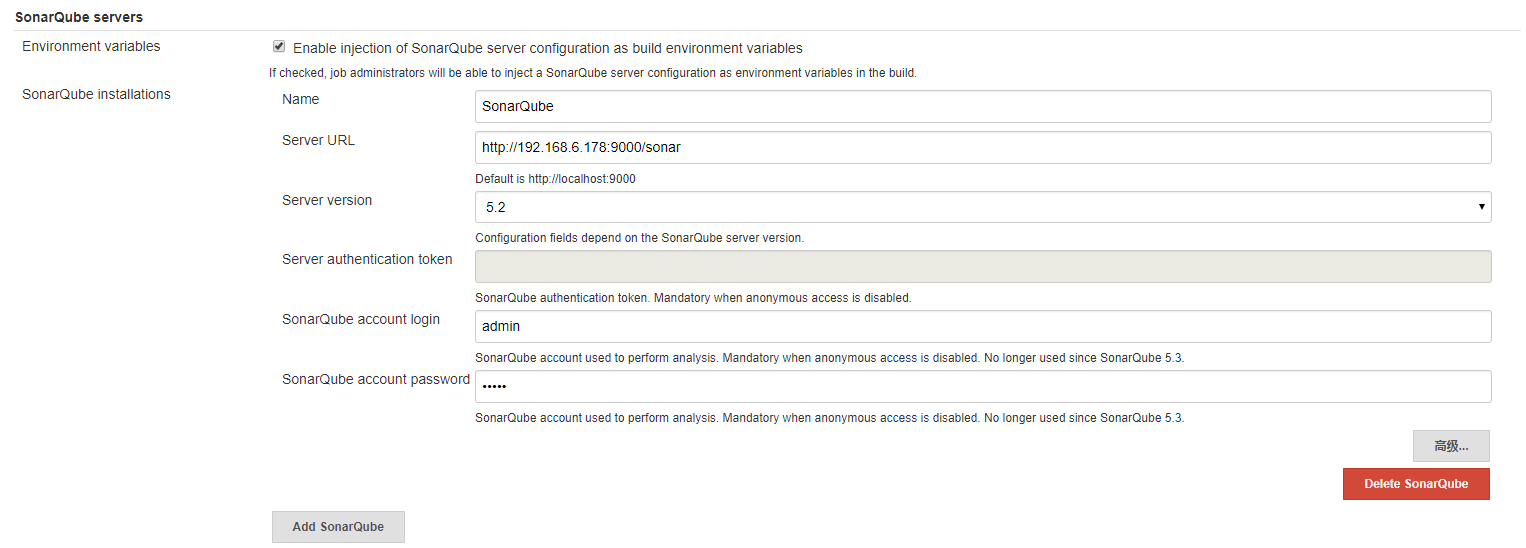 SonarQube servers
Environment variables
Enable injection of SonarQube server configuration as build environment variables
If checked, job administrators will be able to inject a SonarQube server configuration as environment variables in the build.
SonarQube installations
Name
SonarQube
Server URL
http://192.168.6.178:9000/sonar
Default is http://localhost:9000
Server version
5.2
Configuration fields depend on the SonarQube server version.
Server authentication token
SonarQube authentication token. Mandatory when anonymous access is disabled.
SonarQube account login
admin
SonarQube account used to perform analysis. Mandatory when anonymous access is disabled. No longer used since SonarQube 5.3.
SonarQube account password
•••••
SonarQube account used to perform analysis. Mandatory when anonymous access is disabled. No longer used since SonarQube 5.3.
高级...
Delete SonarQube
Add SonarQube